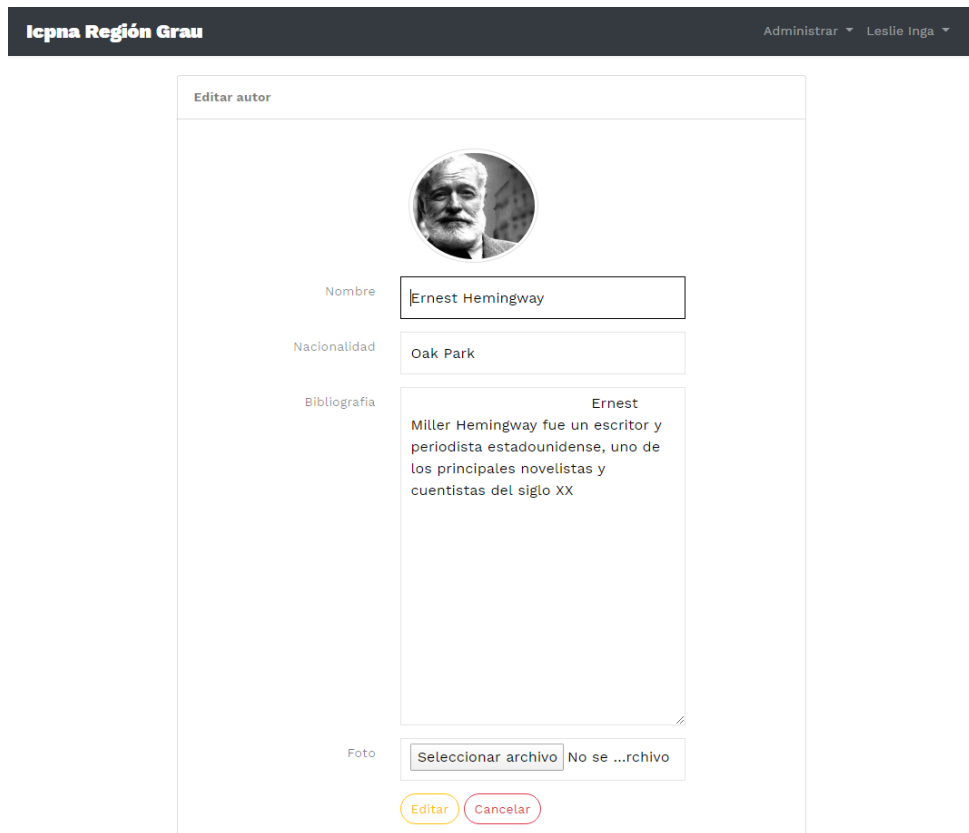 Icpna Región Grau
Administrar Leslie Inga
Editar autor
Nombre
Ernest Hemingway
Nacionalidad
Oak Park
Bibliografia
Ernest
Miller Hemingway fue un escritor y
periodista estadounidense, uno de
los principales novelistas y
cuentistas del siglo XX
Foto
Seleccionar archivo No se ...rchivo
Editar Cancelar